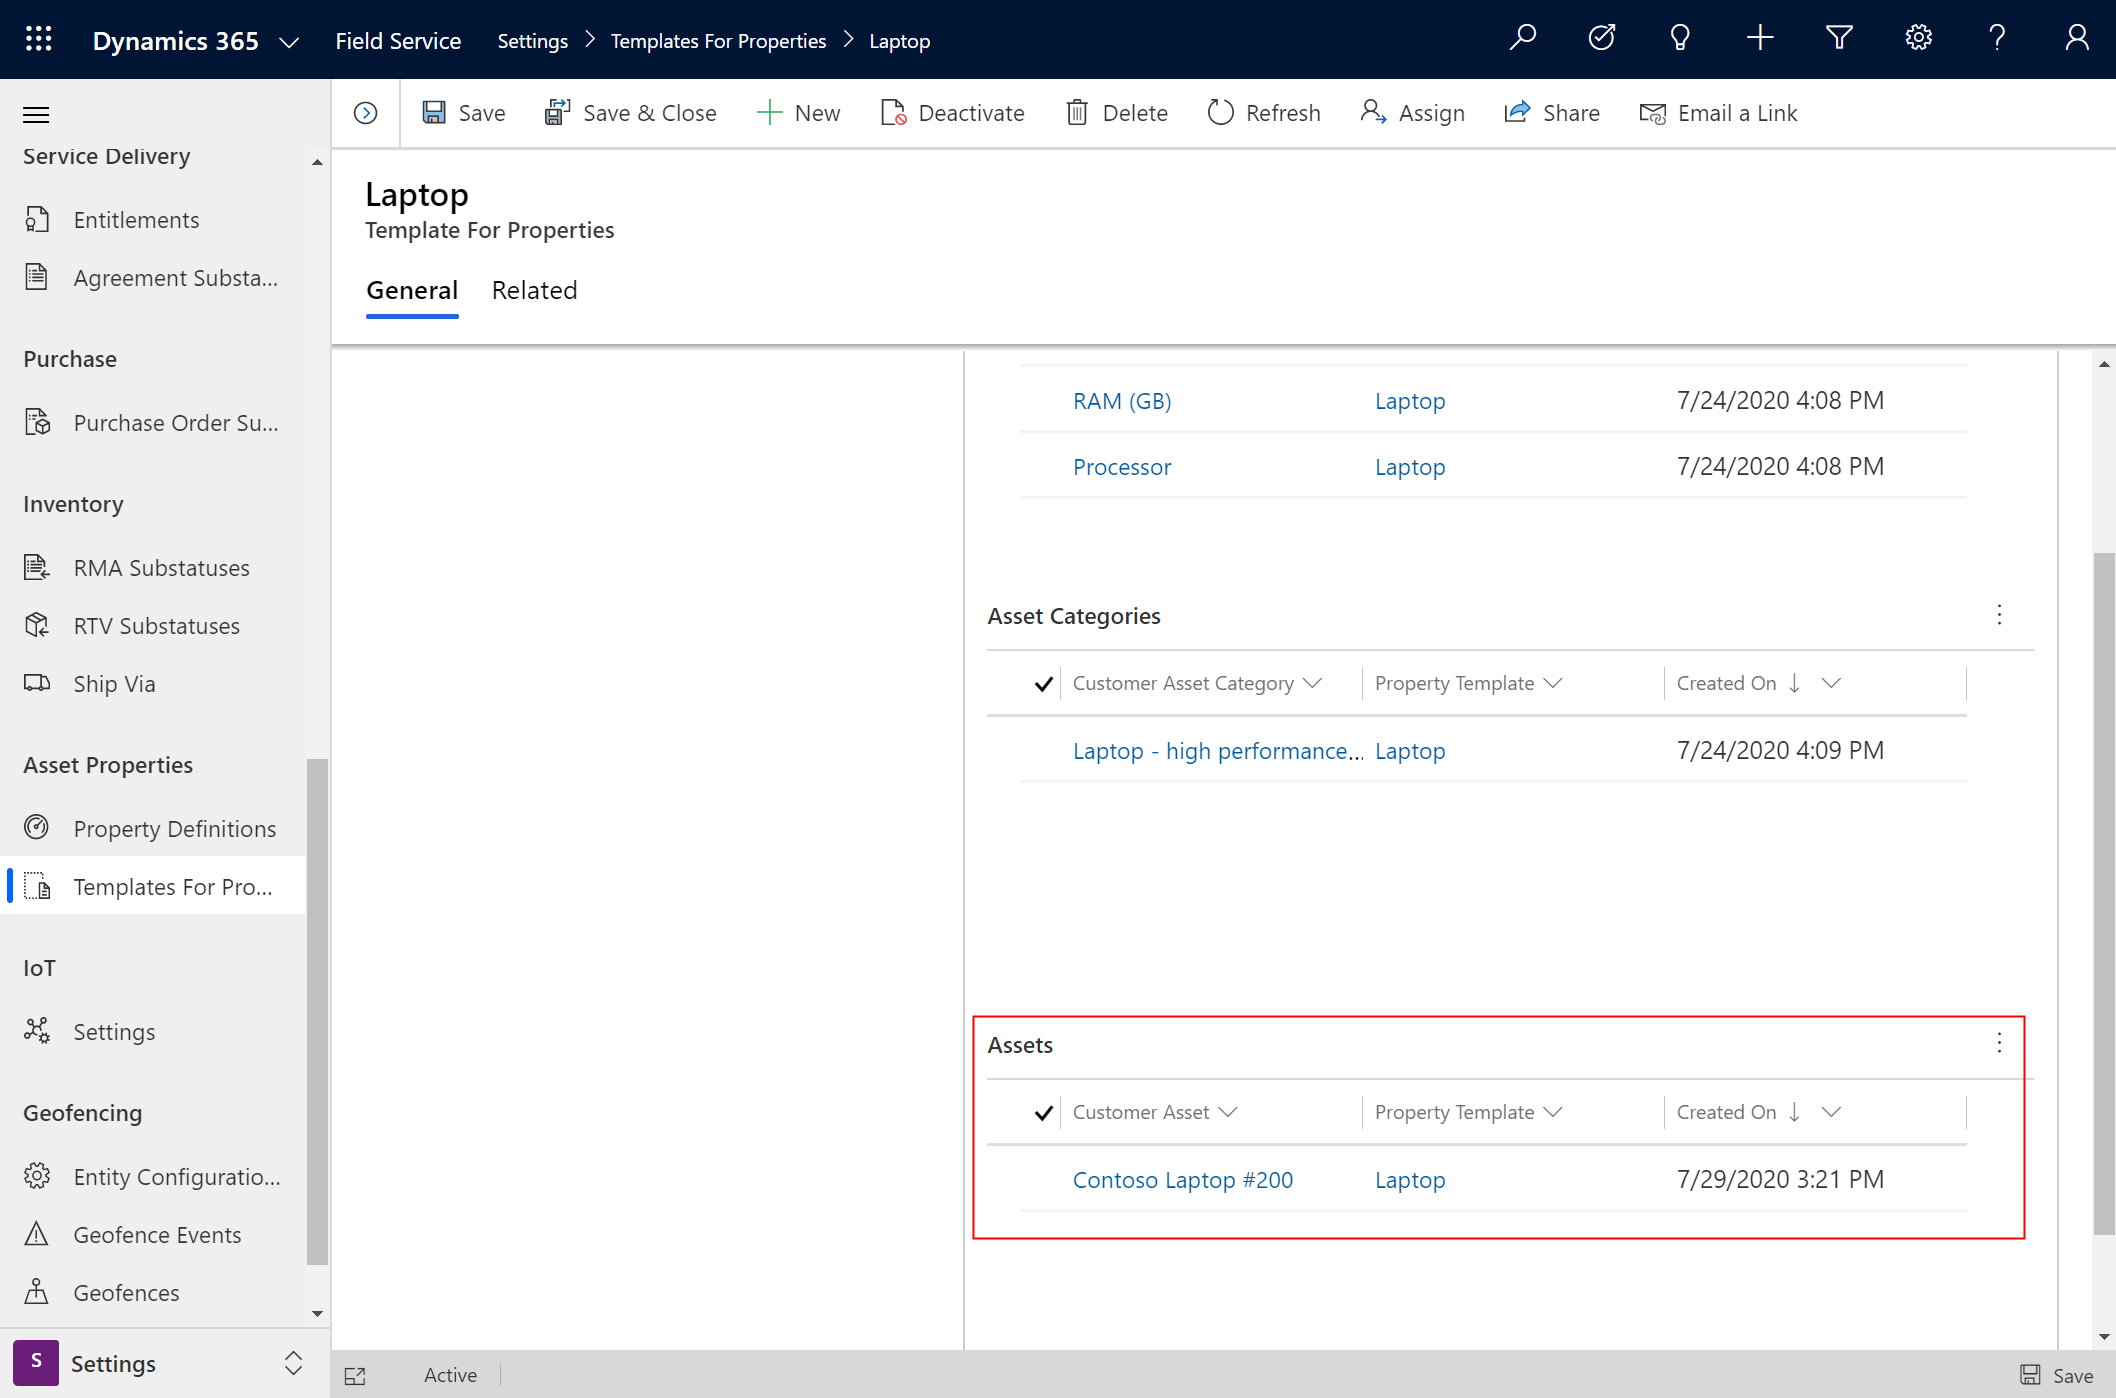 Dynamics 365 Field Service Settings > Templates For Properties > Laptop
Save Save & Close New Deactivate Delete Refresh Assign Share Email a Link
Service Delivery
Entitlements
Agreement Substa...
Purchase
Purchase Order Su...
Inventory
RMA Substatuses
RTV Substatuses
Ship Via
Asset Properties
Property Definitions
Templates For Pro...
IoT
Settings
Geofencing
Entity Configuratio...
Geofence Events
Geofences
S Settings
Laptop
Template For Properties
General Related
RAM (GB) Laptop 7/24/2020 4:08 PM
Processor Laptop 7/24/2020 4:08 PM
Asset Categories
Customer Asset Category Property Template Created On ↓
Laptop - high performance... Laptop 7/24/2020 4:09 PM
Assets
Customer Asset Property Template Created On ↓
Contoso Laptop #200 Laptop 7/29/2020 3:21 PM
Active Save